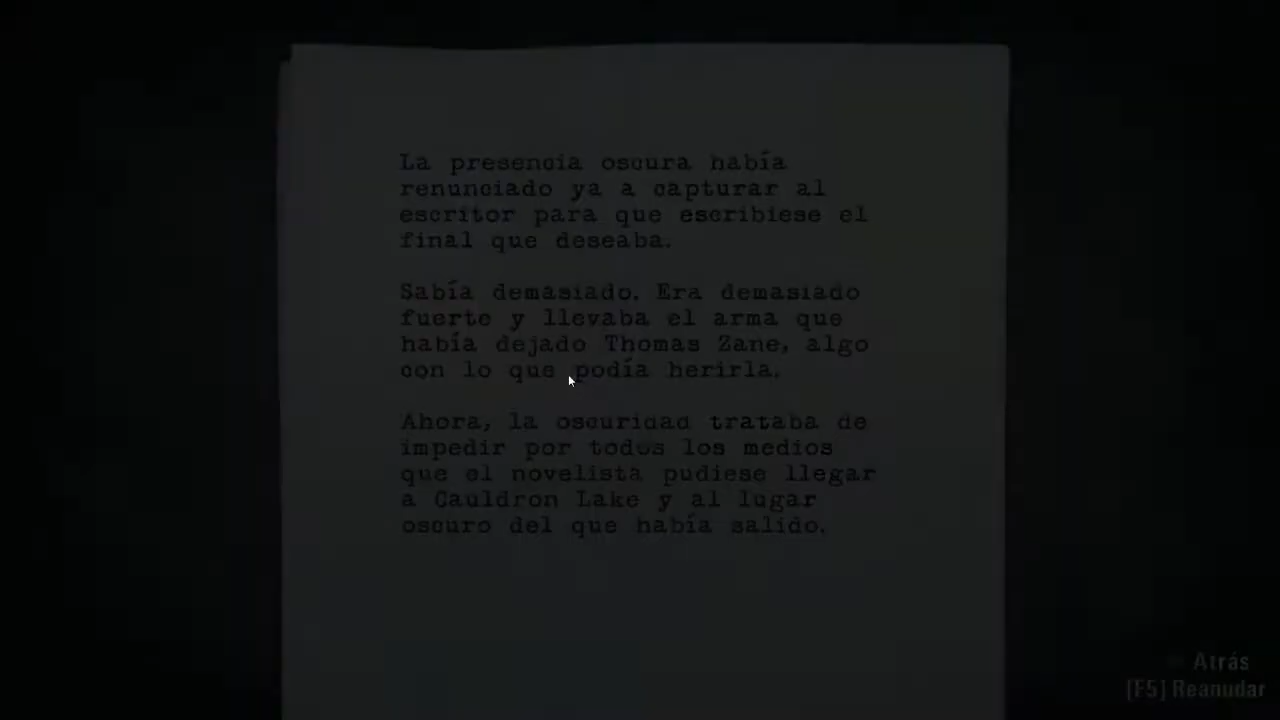 La presencia oscura había
renunciado ya a capturar al
escritor para que escribiese el
final que deseaba.
Sabía demasiado. Era demasiado
fuerte y llevaba el arma que
había dejado Thomas Zane, algo
con lo que podía herirla.
Ahora, la oscuridad trataba de
impedir por todos los medios
que el novelista pudiese llegar
a Cauldron Lake y al lugar
oscuro del que había salido.
Atrás
[F5] Reanudar